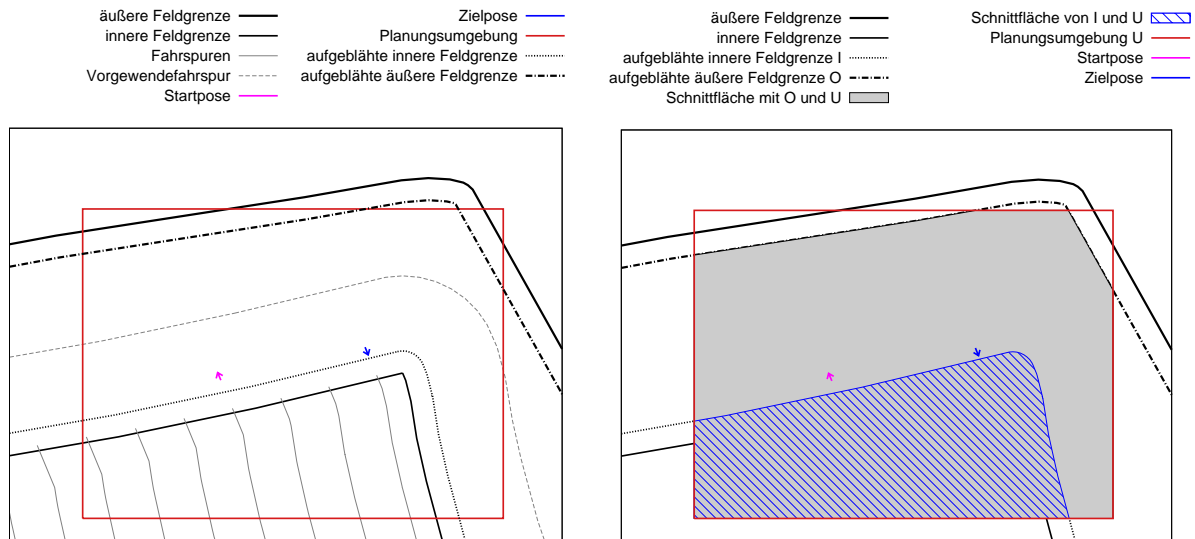 äußere Feldgrenze
innere Feldgrenze
Fahrspuren
Vorgewendefahrspur
Startpose
Zielpose
Planungsumgebung
aufgeblähte innere Feldgrenze
aufgeblähte äußere Feldgrenze
äußere Feldgrenze
innere Feldgrenze
aufgeblähte innere Feldgrenze I
aufgeblähte äußere Feldgrenze O
Schnittfläche mit O und U
Schnittfläche von I und U
Planungsumgebung U
Startpose
Zielpose